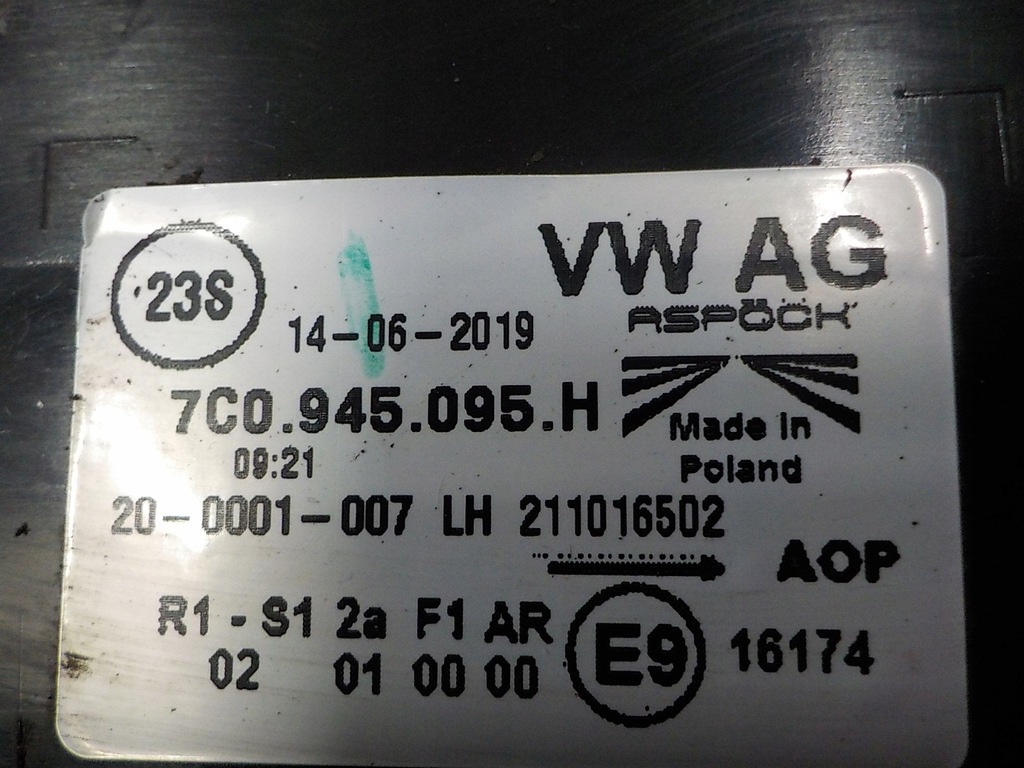 VW AG
ASPÖCK
23S
14-06-2019
7C0.945.095.H
Made in
Poland
09:21
20-0001-007 LH 211016502
AOP
R1 - S1 2a F1 AR
02 01 00 00
E9
16174